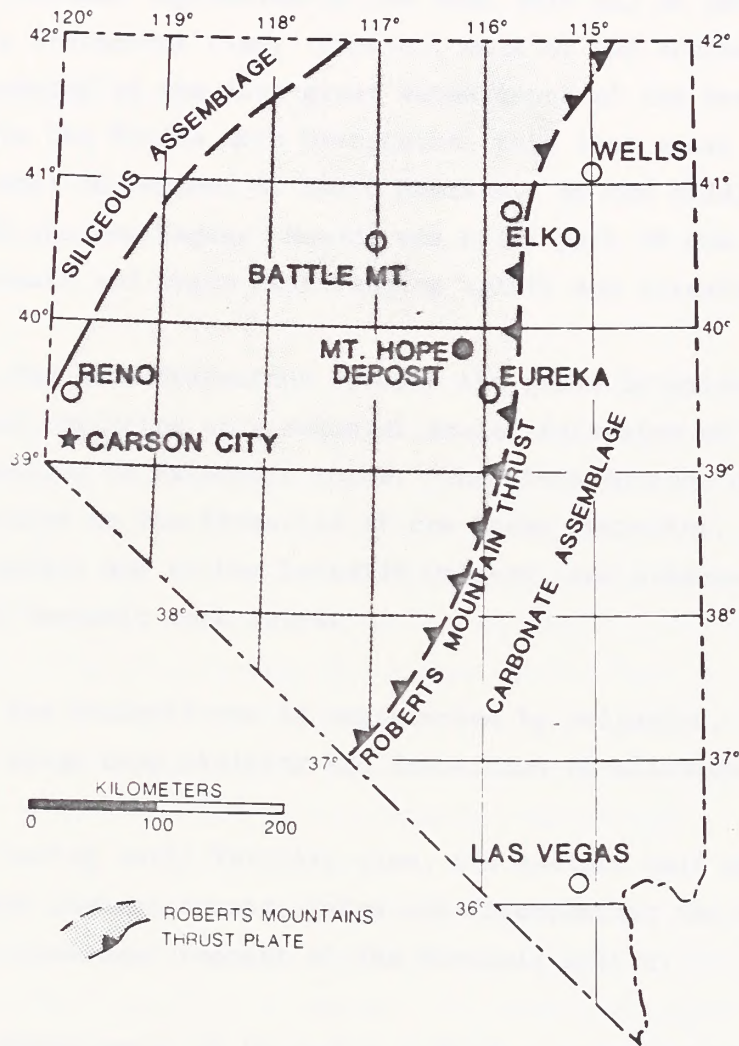 120° 119° 118° 117° 116° 115°
42° 42°
SILICEOUS ASSEMBLAGE
WELLS
41° 41°
ELKO
BATTLE MT.
40° 40°
MT. HOPE
DEPOSIT
RENO
EUREKA
★ CARSON CITY
39° 39°
ROBERTS MOUNTAIN THRUST
CARBONATE ASSEMBLAGE
38° 38°
37° 37°
KILOMETERS
0 100 200
LAS VEGAS
36° 36°
ROBERTS MOUNTAINS
THRUST PLATE